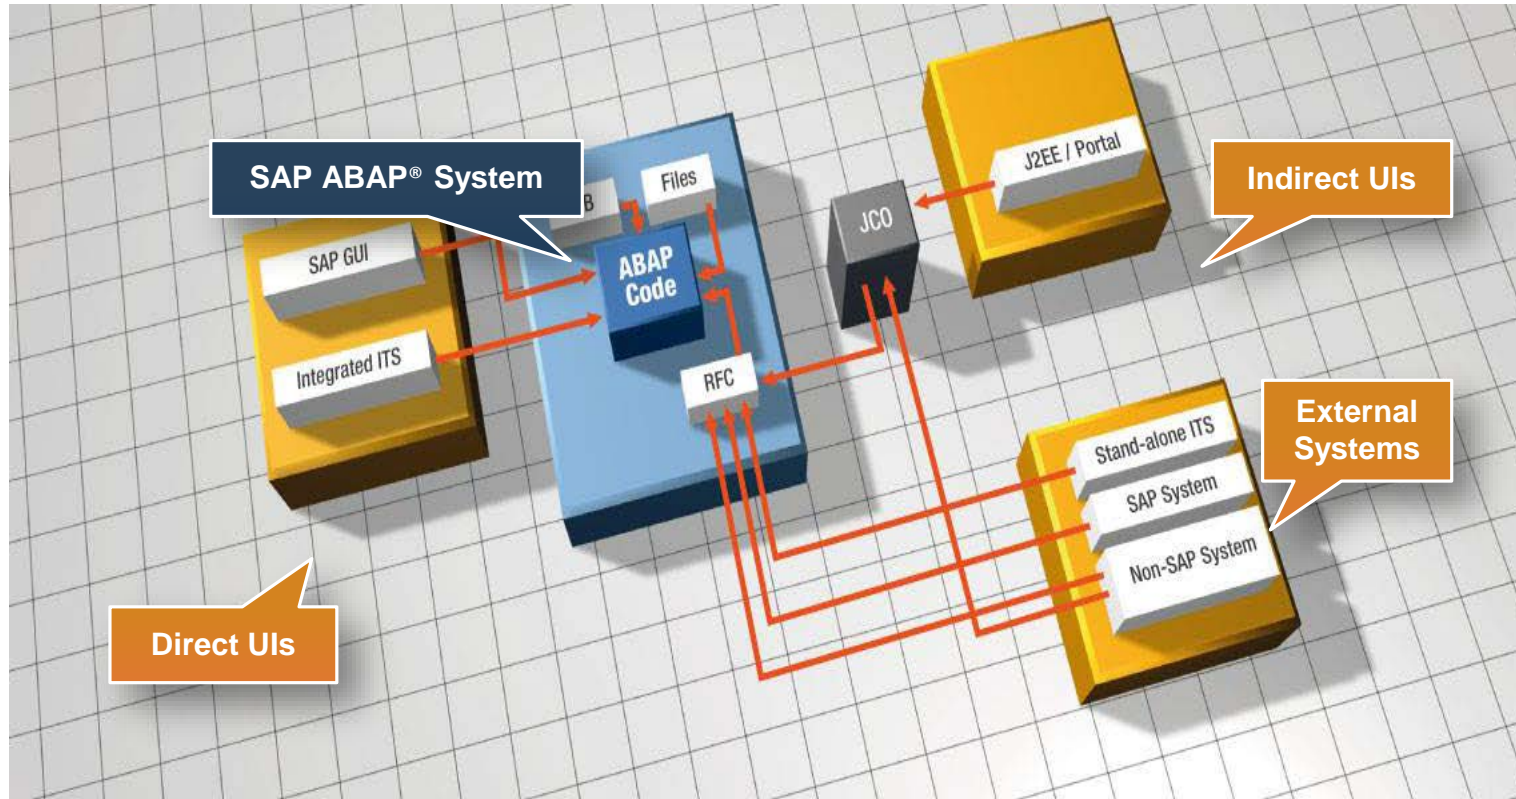 SAP ABAP® System
Files
J2EE / Portal
Indirect UIs
JCO
SAP GUI
ABAP
Code
Integrated ITS
RFC
External
Systems
Stand-alone ITS
SAP System
Non-SAP System
Direct UIs